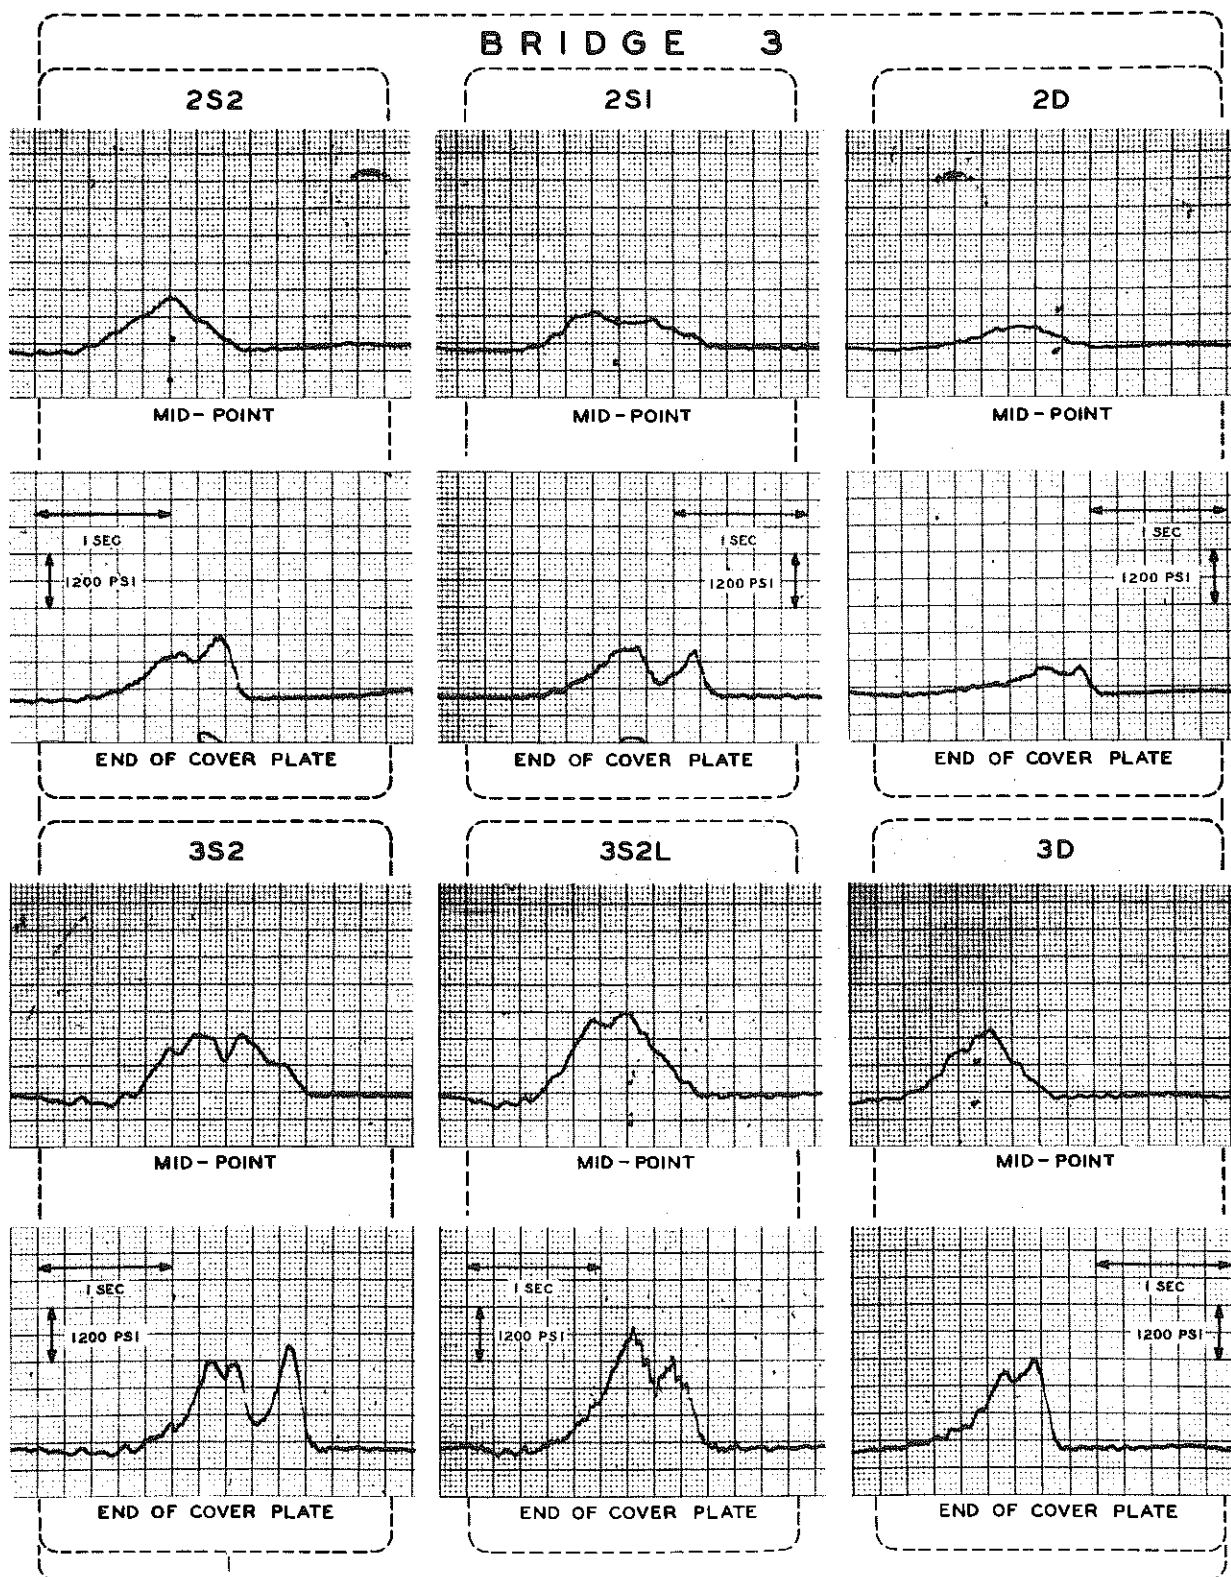 BRIDGE 3
2S2
2S1
2D
MID-POINT
MID-POINT
MID-POINT
1 SEC
1200 PSI
1 SEC
1200 PSI
1 SEC
1200 PSI
END OF COVER PLATE
END OF COVER PLATE
END OF COVER PLATE
3S2
3S2L
3D
MID-POINT
MID-POINT
MID-POINT
1 SEC
1200 PSI
1 SEC
1200 PSI
1 SEC
1200 PSI
END OF COVER PLATE
END OF COVER PLATE
END OF COVER PLATE